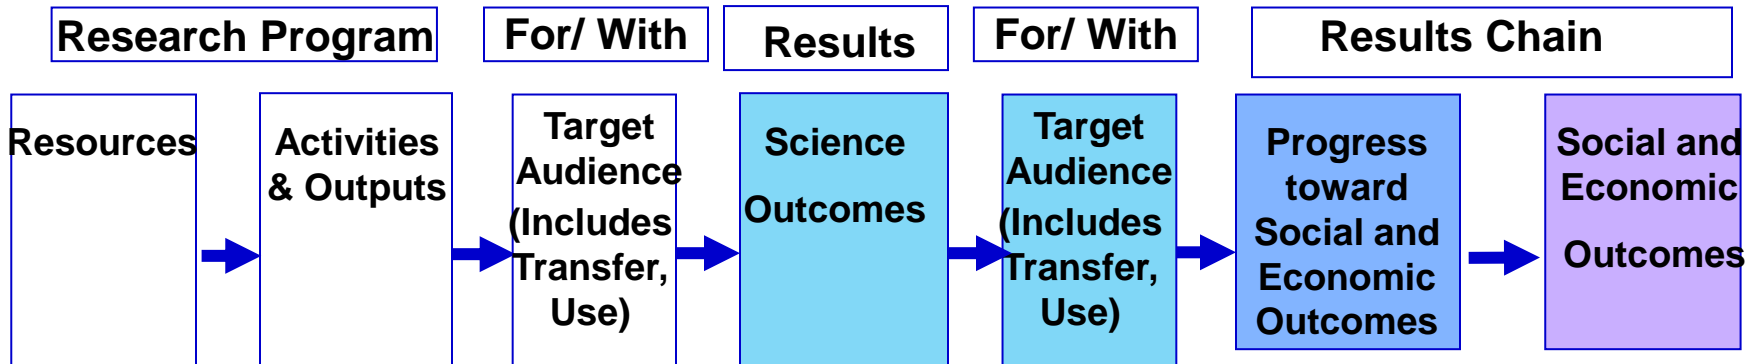 Research Program
For/ With
Results
For/ With
Results Chain
Resources
Activities
& Outputs
Target
Audience
(Includes
Transfer,
Use)
Science
Outcomes
Target
Audience
(Includes
Transfer,
Use)
Progress
toward
Social and
Economic
Outcomes
Social and
Economic
Outcomes